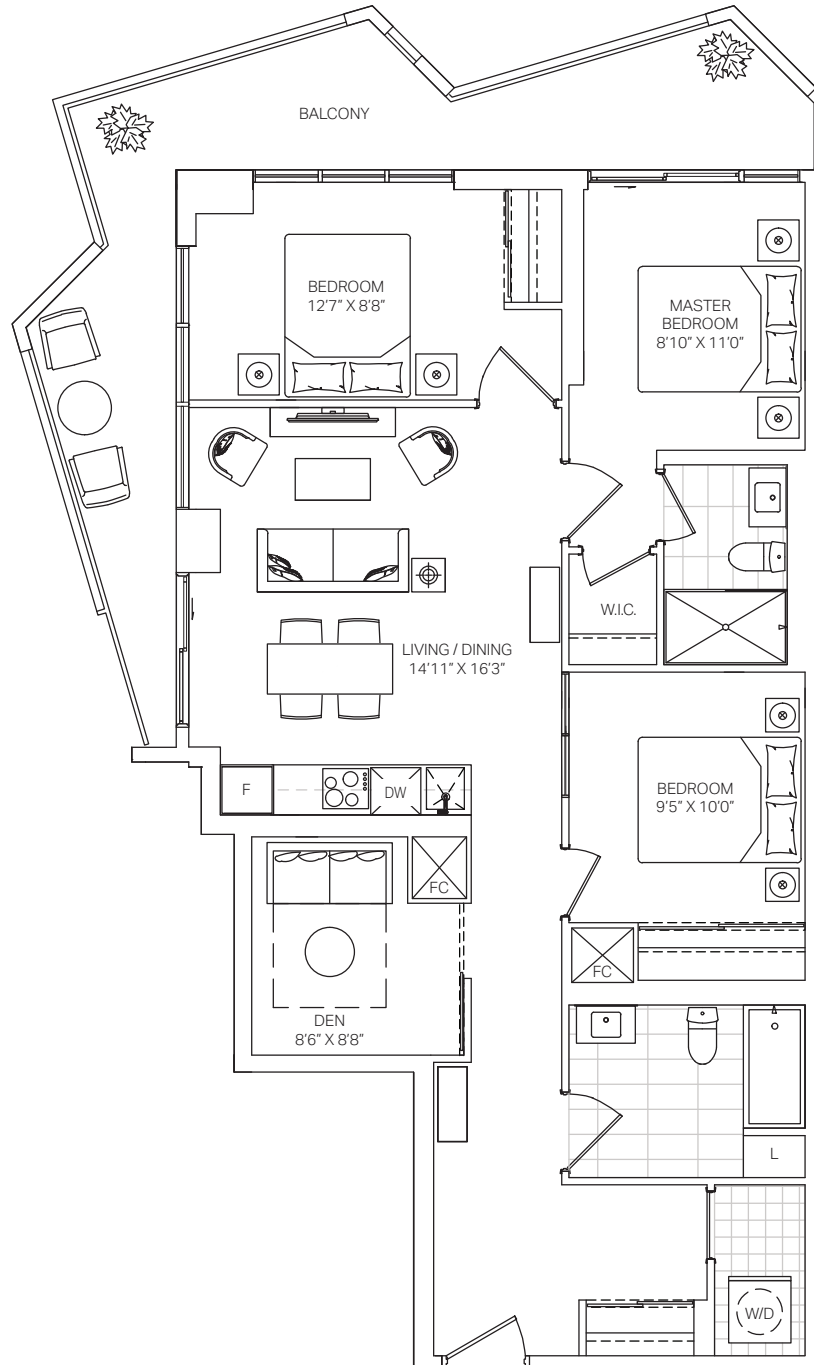 BALCONY
BEDROOM
12'7" X 8'8"
MASTER
BEDROOM
8'10" X 11'0"
W.I.C.
LIVING / DINING
14'11" X 16'3"
F
DW
BEDROOM
9'5" X 10'0"
FC
FC
DEN
8'6" X 8'8"
L
W/D